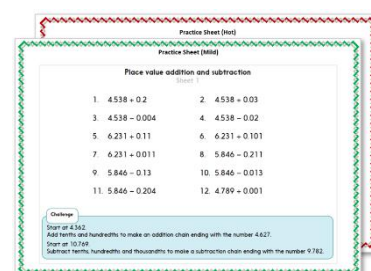 Practice Sheet (Hot)
Practice Sheet (Mild)
Place value addition and subtraction
Sheet 1
1. 4.538 + 0.2
2. 4.538 + 0.03
3. 4.538 – 0.004
4. 4.538 – 0.02
5. 6.231 + 0.11
6. 6.231 + 0.101
7. 6.231 + 0.011
8. 5.846 – 0.211
9. 5.846 – 0.13
10. 5.846 – 0.013
11. 5.846 – 0.204
12. 4.789 + 0.001
Challenge
Start at 4.362.
Add tenths and hundredths to make an addition chain ending with the number 4.627.
Start at 10.769.
Subtract tenths, hundredths and thousandths to make a subtraction chain ending with the number 9.782.